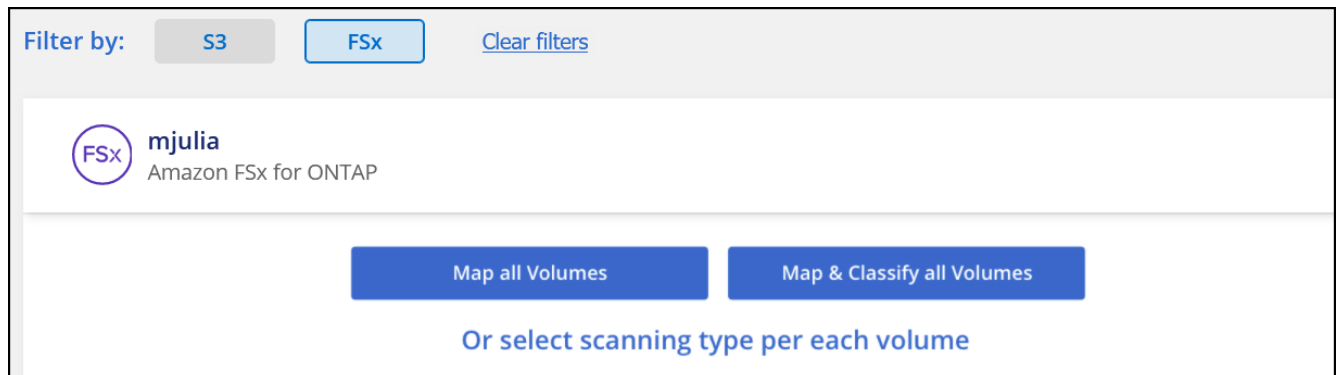 Filter by: S3 FSx Clear filters
FSx
mjulia
Amazon FSx for ONTAP
Map all Volumes Map & Classify all Volumes
Or select scanning type per each volume